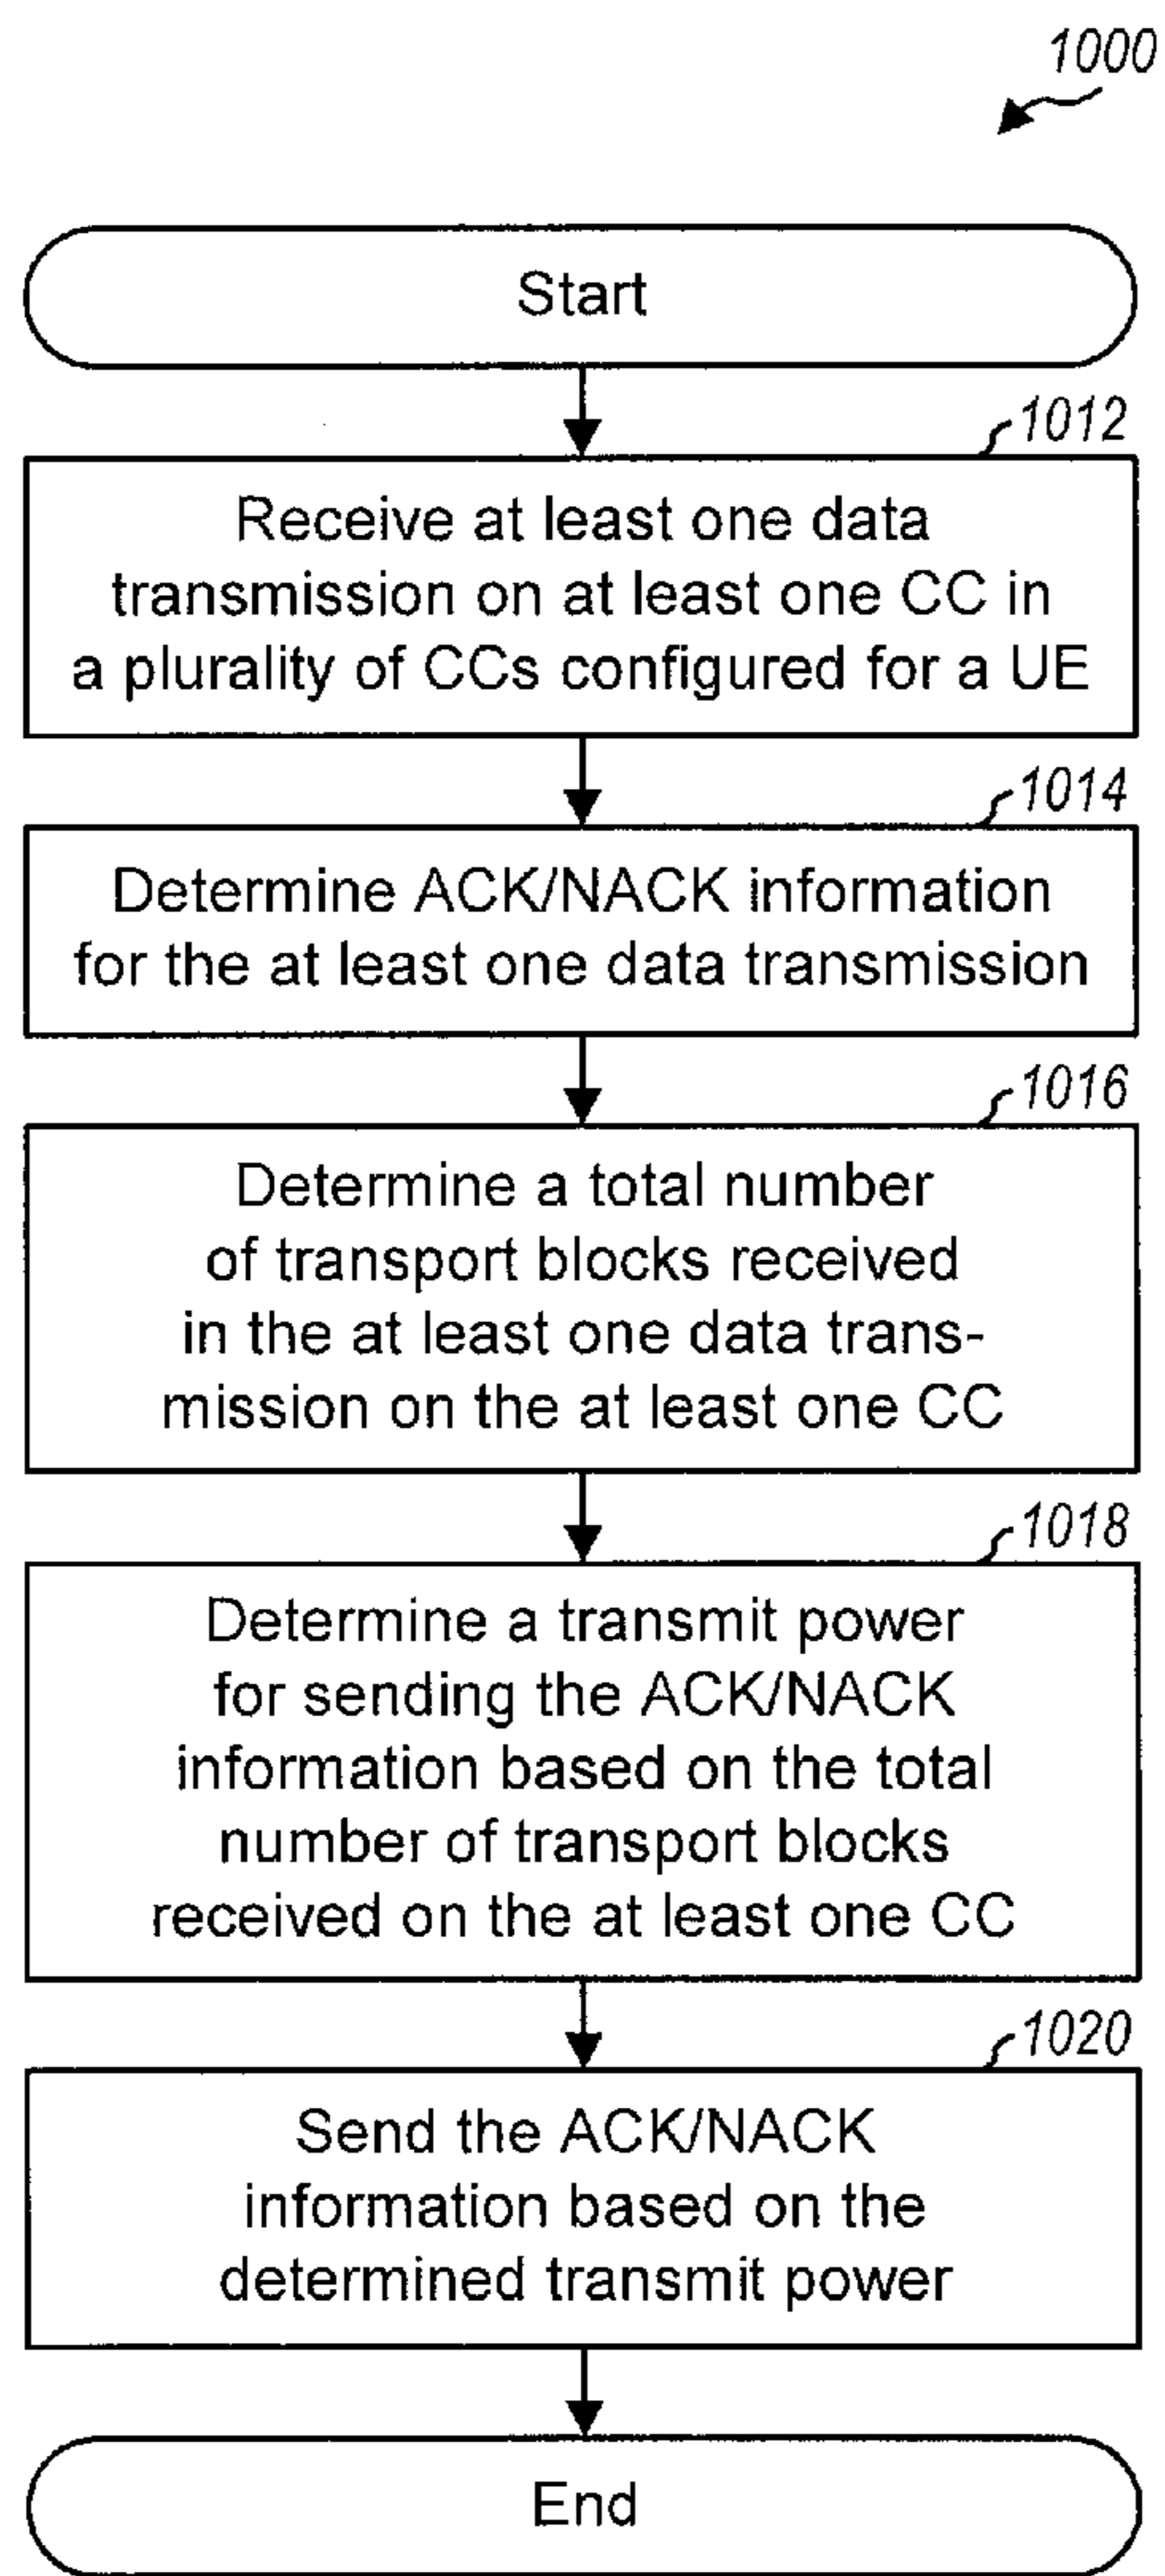 1000
Start
1012
Receive at least one data
transmission on at least one CC in
a plurality of CCs configured for a UE
1014
Determine ACK/NACK information
for the at least one data transmission
1016
Determine a total number
of transport blocks received
in the at least one data trans-
mission on the at least one CC
1018
Determine a transmit power
for sending the ACK/NACK
information based on the total
number of transport blocks
received on the at least one CC
1020
Send the ACK/NACK
information based on the
determined transmit power
End